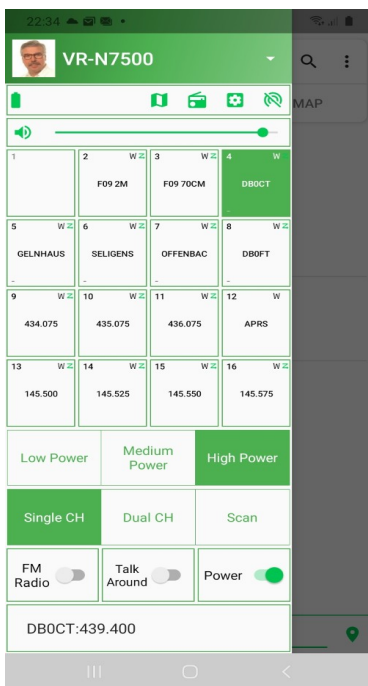 22:34
VR-N7500
MAP
1
2 W Z 3 W Z 4 W Z
F09 2M F09 70CM DB0CT
5 W Z 6 W Z 7 W Z 8 W Z
GELNHAUS SELIGENS OFFENBAC DB0FT
9 W Z 10 W Z 11 W Z 12 W
434.075 435.075 436.075 APRS
13 W Z 14 W Z 15 W Z 16 W Z
145.500 145.525 145.550 145.575
Low Power Medium Power High Power
Single CH Dual CH Scan
FM Radio Talk Around Power
DB0CT:439.400